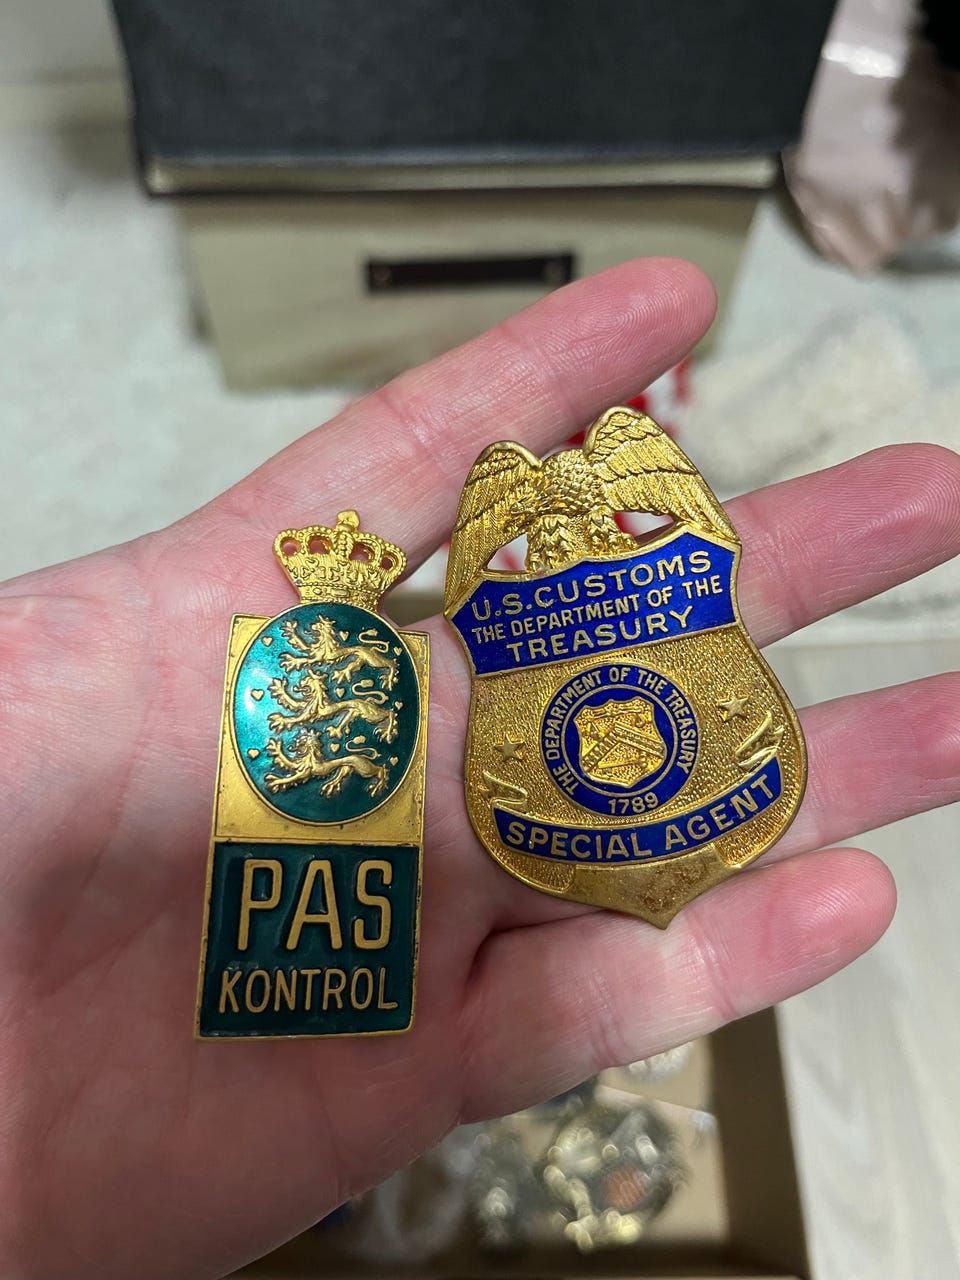 PAS
KONTROL
U.S. CUSTOMS
THE DEPARTMENT OF THE
TREASURY
THE DEPARTMENT OF THE TREASURY
1789
SPECIAL AGENT